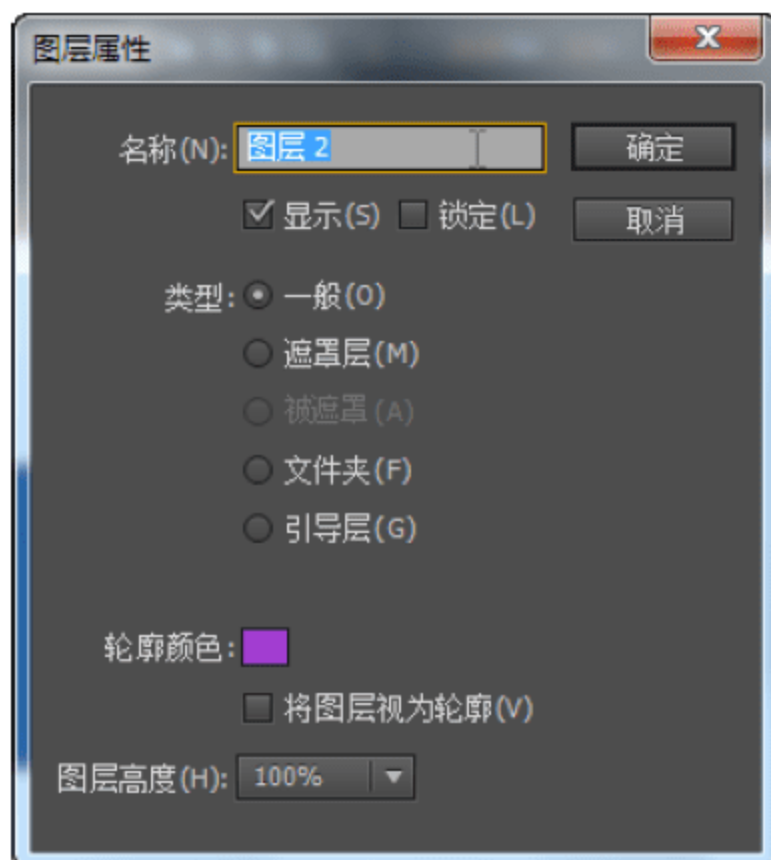 图层属性
名称(N): 图层 2 确定
显示(S) 锁定(L) 取消
类型: 一般(O)
遮罩层(M)
被遮罩(A)
文件夹(F)
引导层(G)
轮廓颜色:
将图层视为轮廓(V)
图层高度(H): 100%